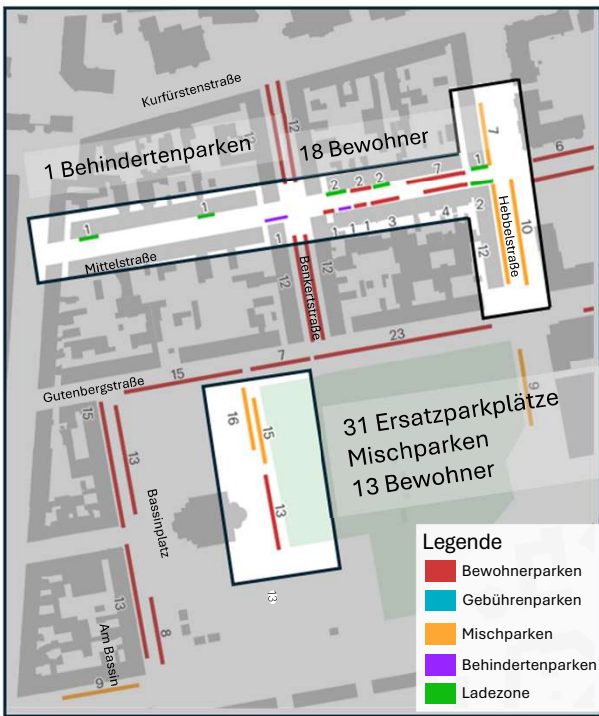 Kurfürstenstraße
12
1 Behindertenparken
18 Bewohner
7
6
2
2
2
7
1
1
1
1
1
1
1
3
4
2
Hebbelstraße
10
12
Mittelstraße
12
Benkertstraße
12
23
7
15
Gutenbergstraße
9
31 Ersatzparkplätze
Mischparken
13 Bewohner
16
15
15
13
13
Bassinplatz
13
13
8
Am Bassin
9
Legende
Bewohnerparken
Gebührenparken
Mischparken
Behindertenparken
Ladezone